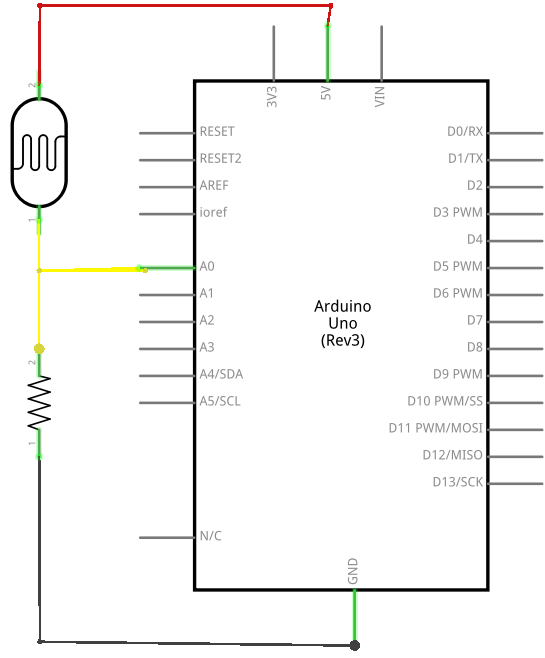 2
3V3
5V
VIN
RESET
D0/RX
RESET2
D1/TX
AREF
D2
ioref
D3 PWM
1
D4
A0
D5 PWM
A1
D6 PWM
Arduino
Uno
(Rev3)
A2
D7
A3
D8
2
A4/SDA
D9 PWM
A5/SCL
D10 PWM/SS
D11 PWM/MOSI
1
D12/MISO
D13/SCK
N/C
GND